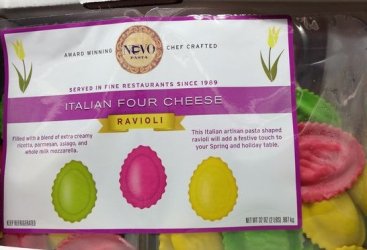 AWARD WINNING NUOVO CHEF CRAFTED
PASTA
SERVED IN FINE RESTAURANTS SINCE 1989
ITALIAN FOUR CHEESE
RAVIOLI
Filled with a blend of extra creamy
ricotta, parmesan, asiago, and
whole milk mozzarella.
This Italian artisan pasta shaped
ravioli will add a festive touch to
your Spring and holiday table.
KEEP REFRIGERATED
NET WT 32 OZ (2 LBS) 907 g